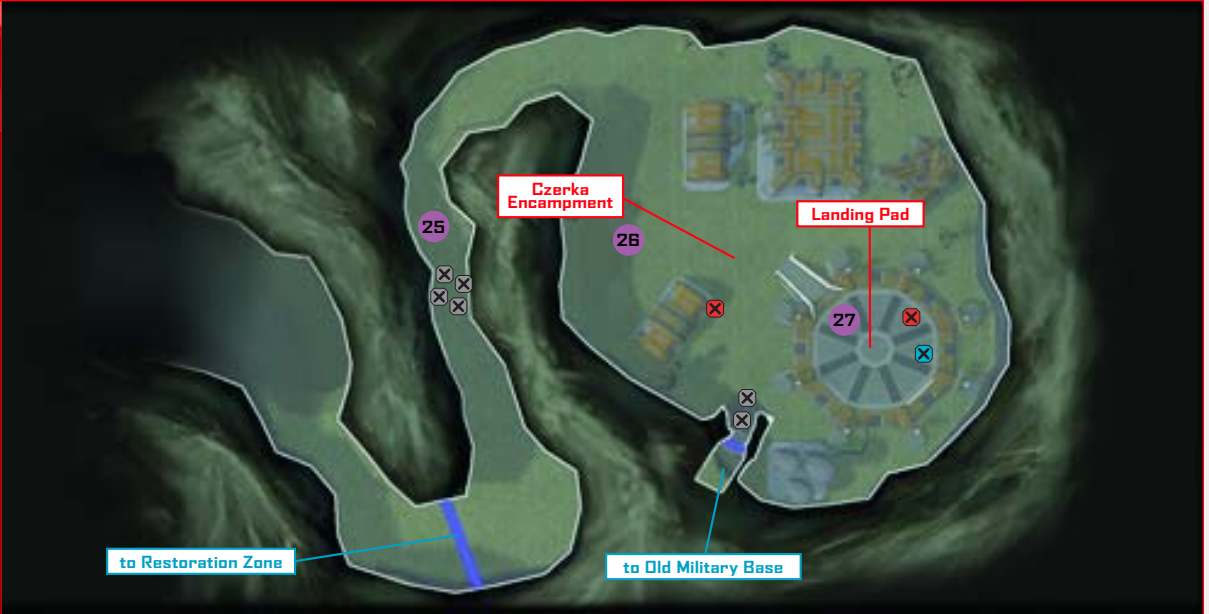 Czerka
Encampment
Landing Pad
25
26
27
to Restoration Zone
to Old Military Base